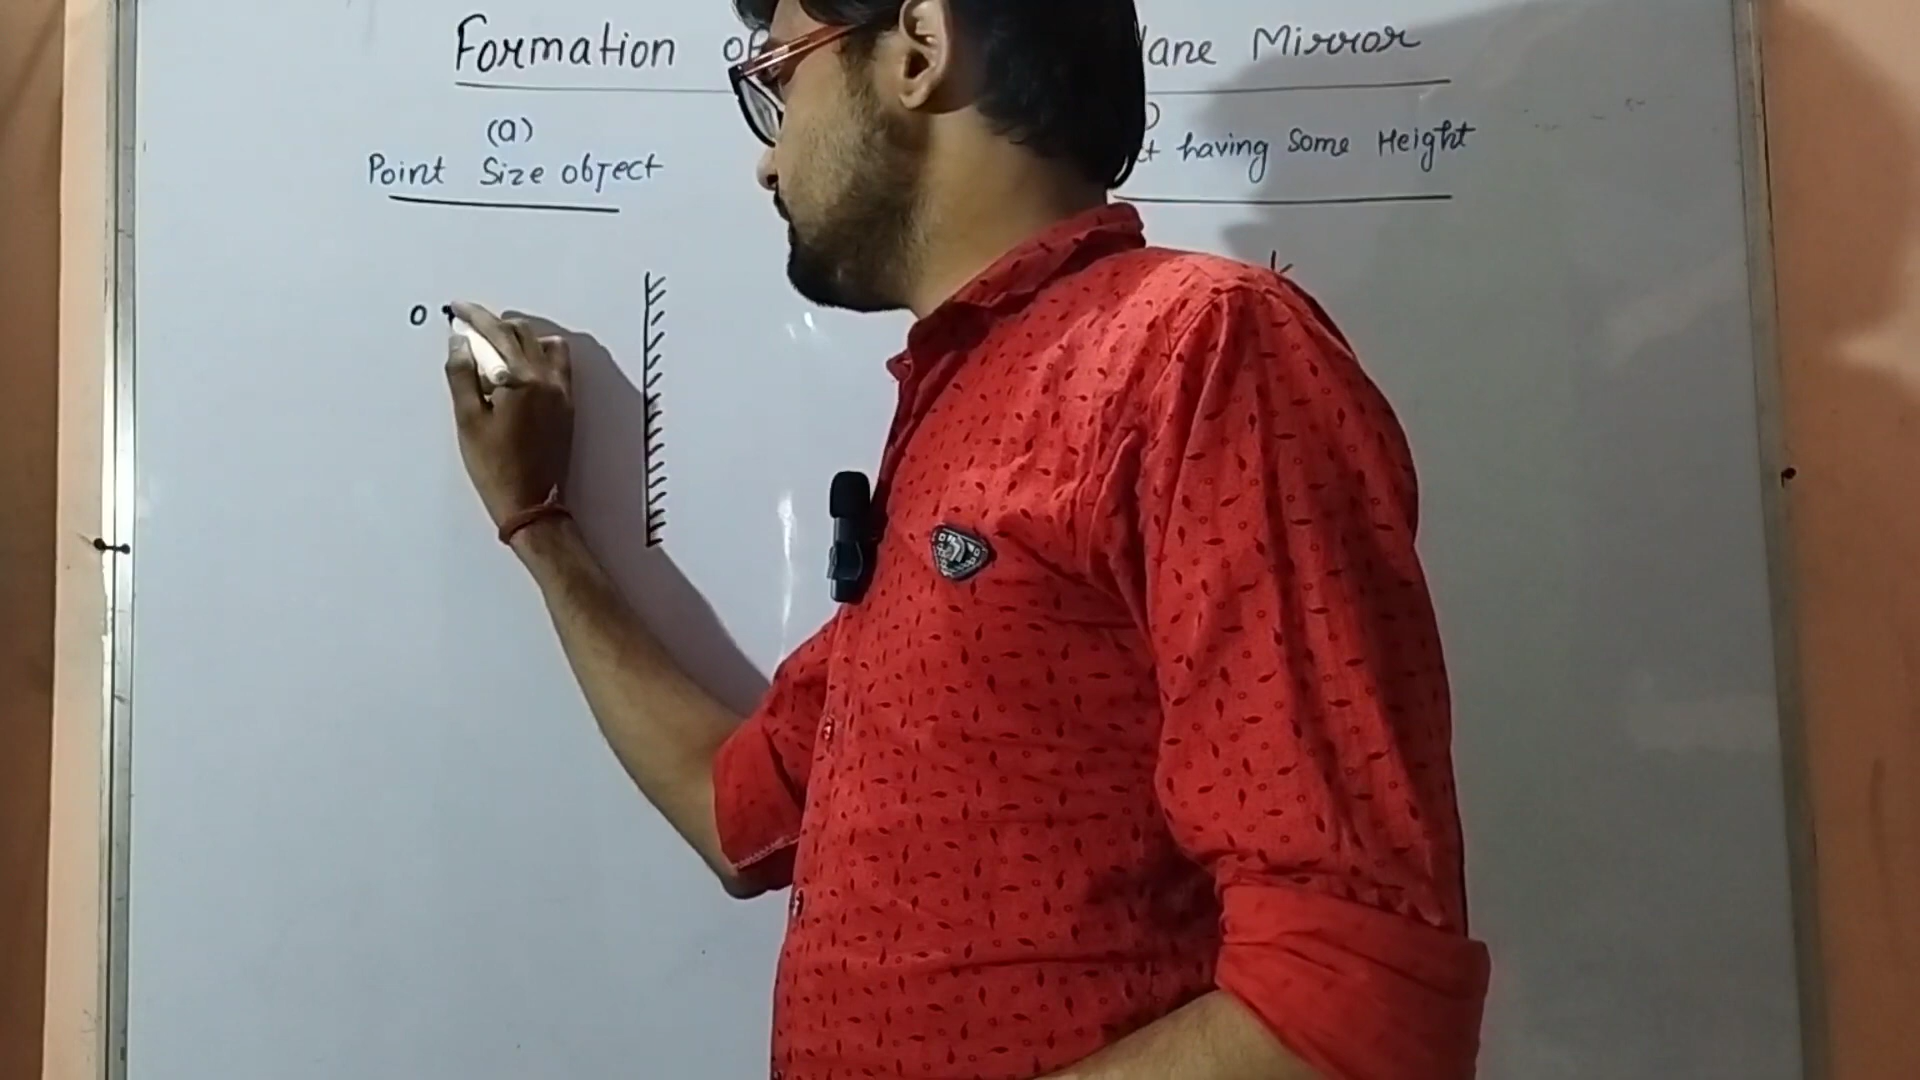 Formation of lane Mirror
(a)
Point Size object
having Some Height
O